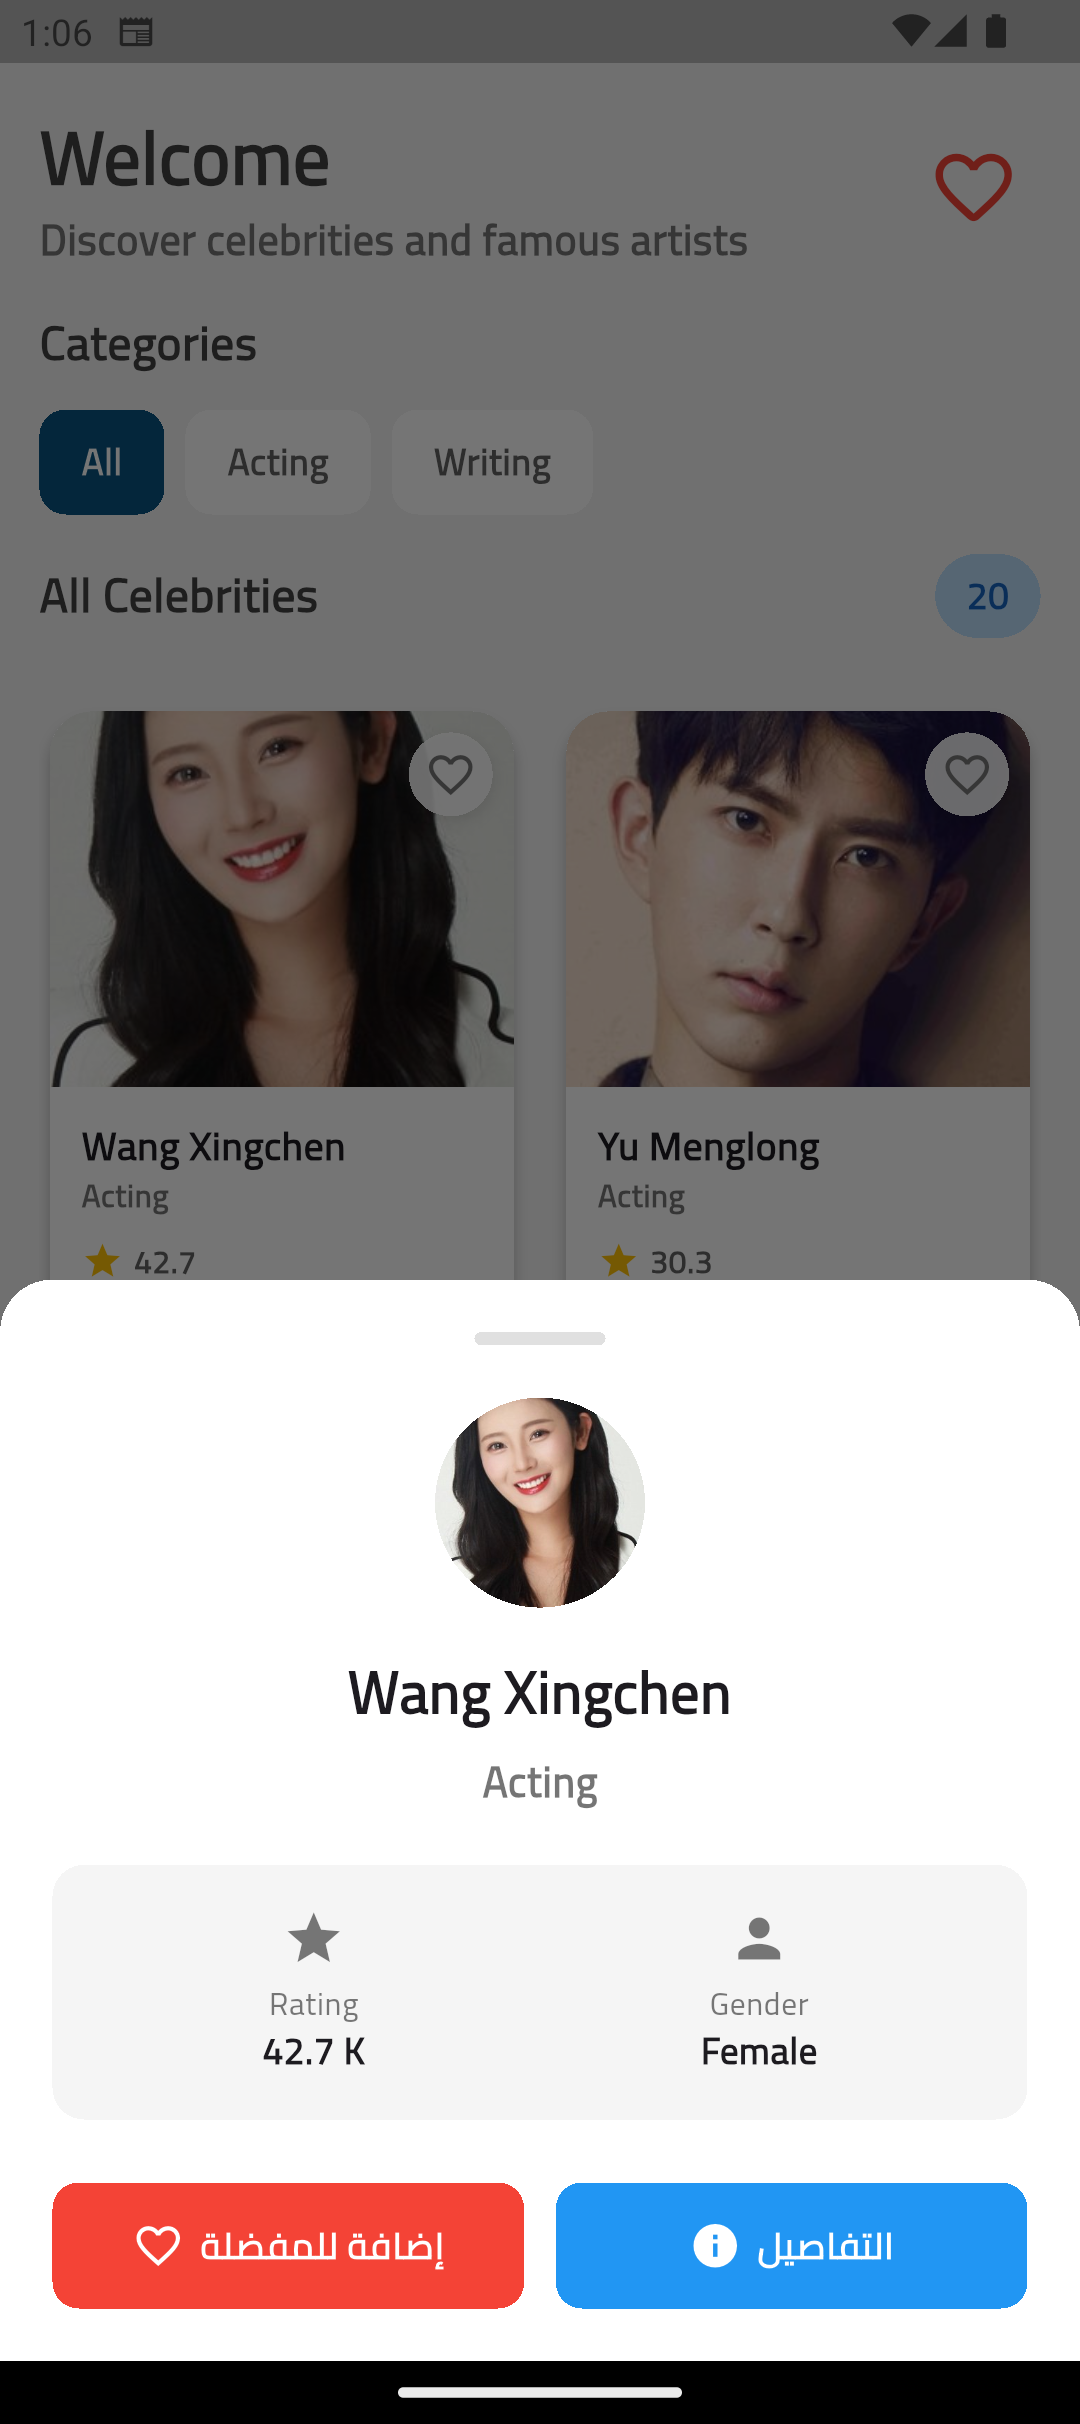 1:06
Welcome
Discover celebrities and famous artists
Categories
All Acting Writing
All Celebrities 20
Wang Xingchen
Acting
42.7
Yu Menglong
Acting
30.3
Wang Xingchen
Acting
Rating
42.7 K
Gender
Female
إضافة للمفضلة
التفاصيل